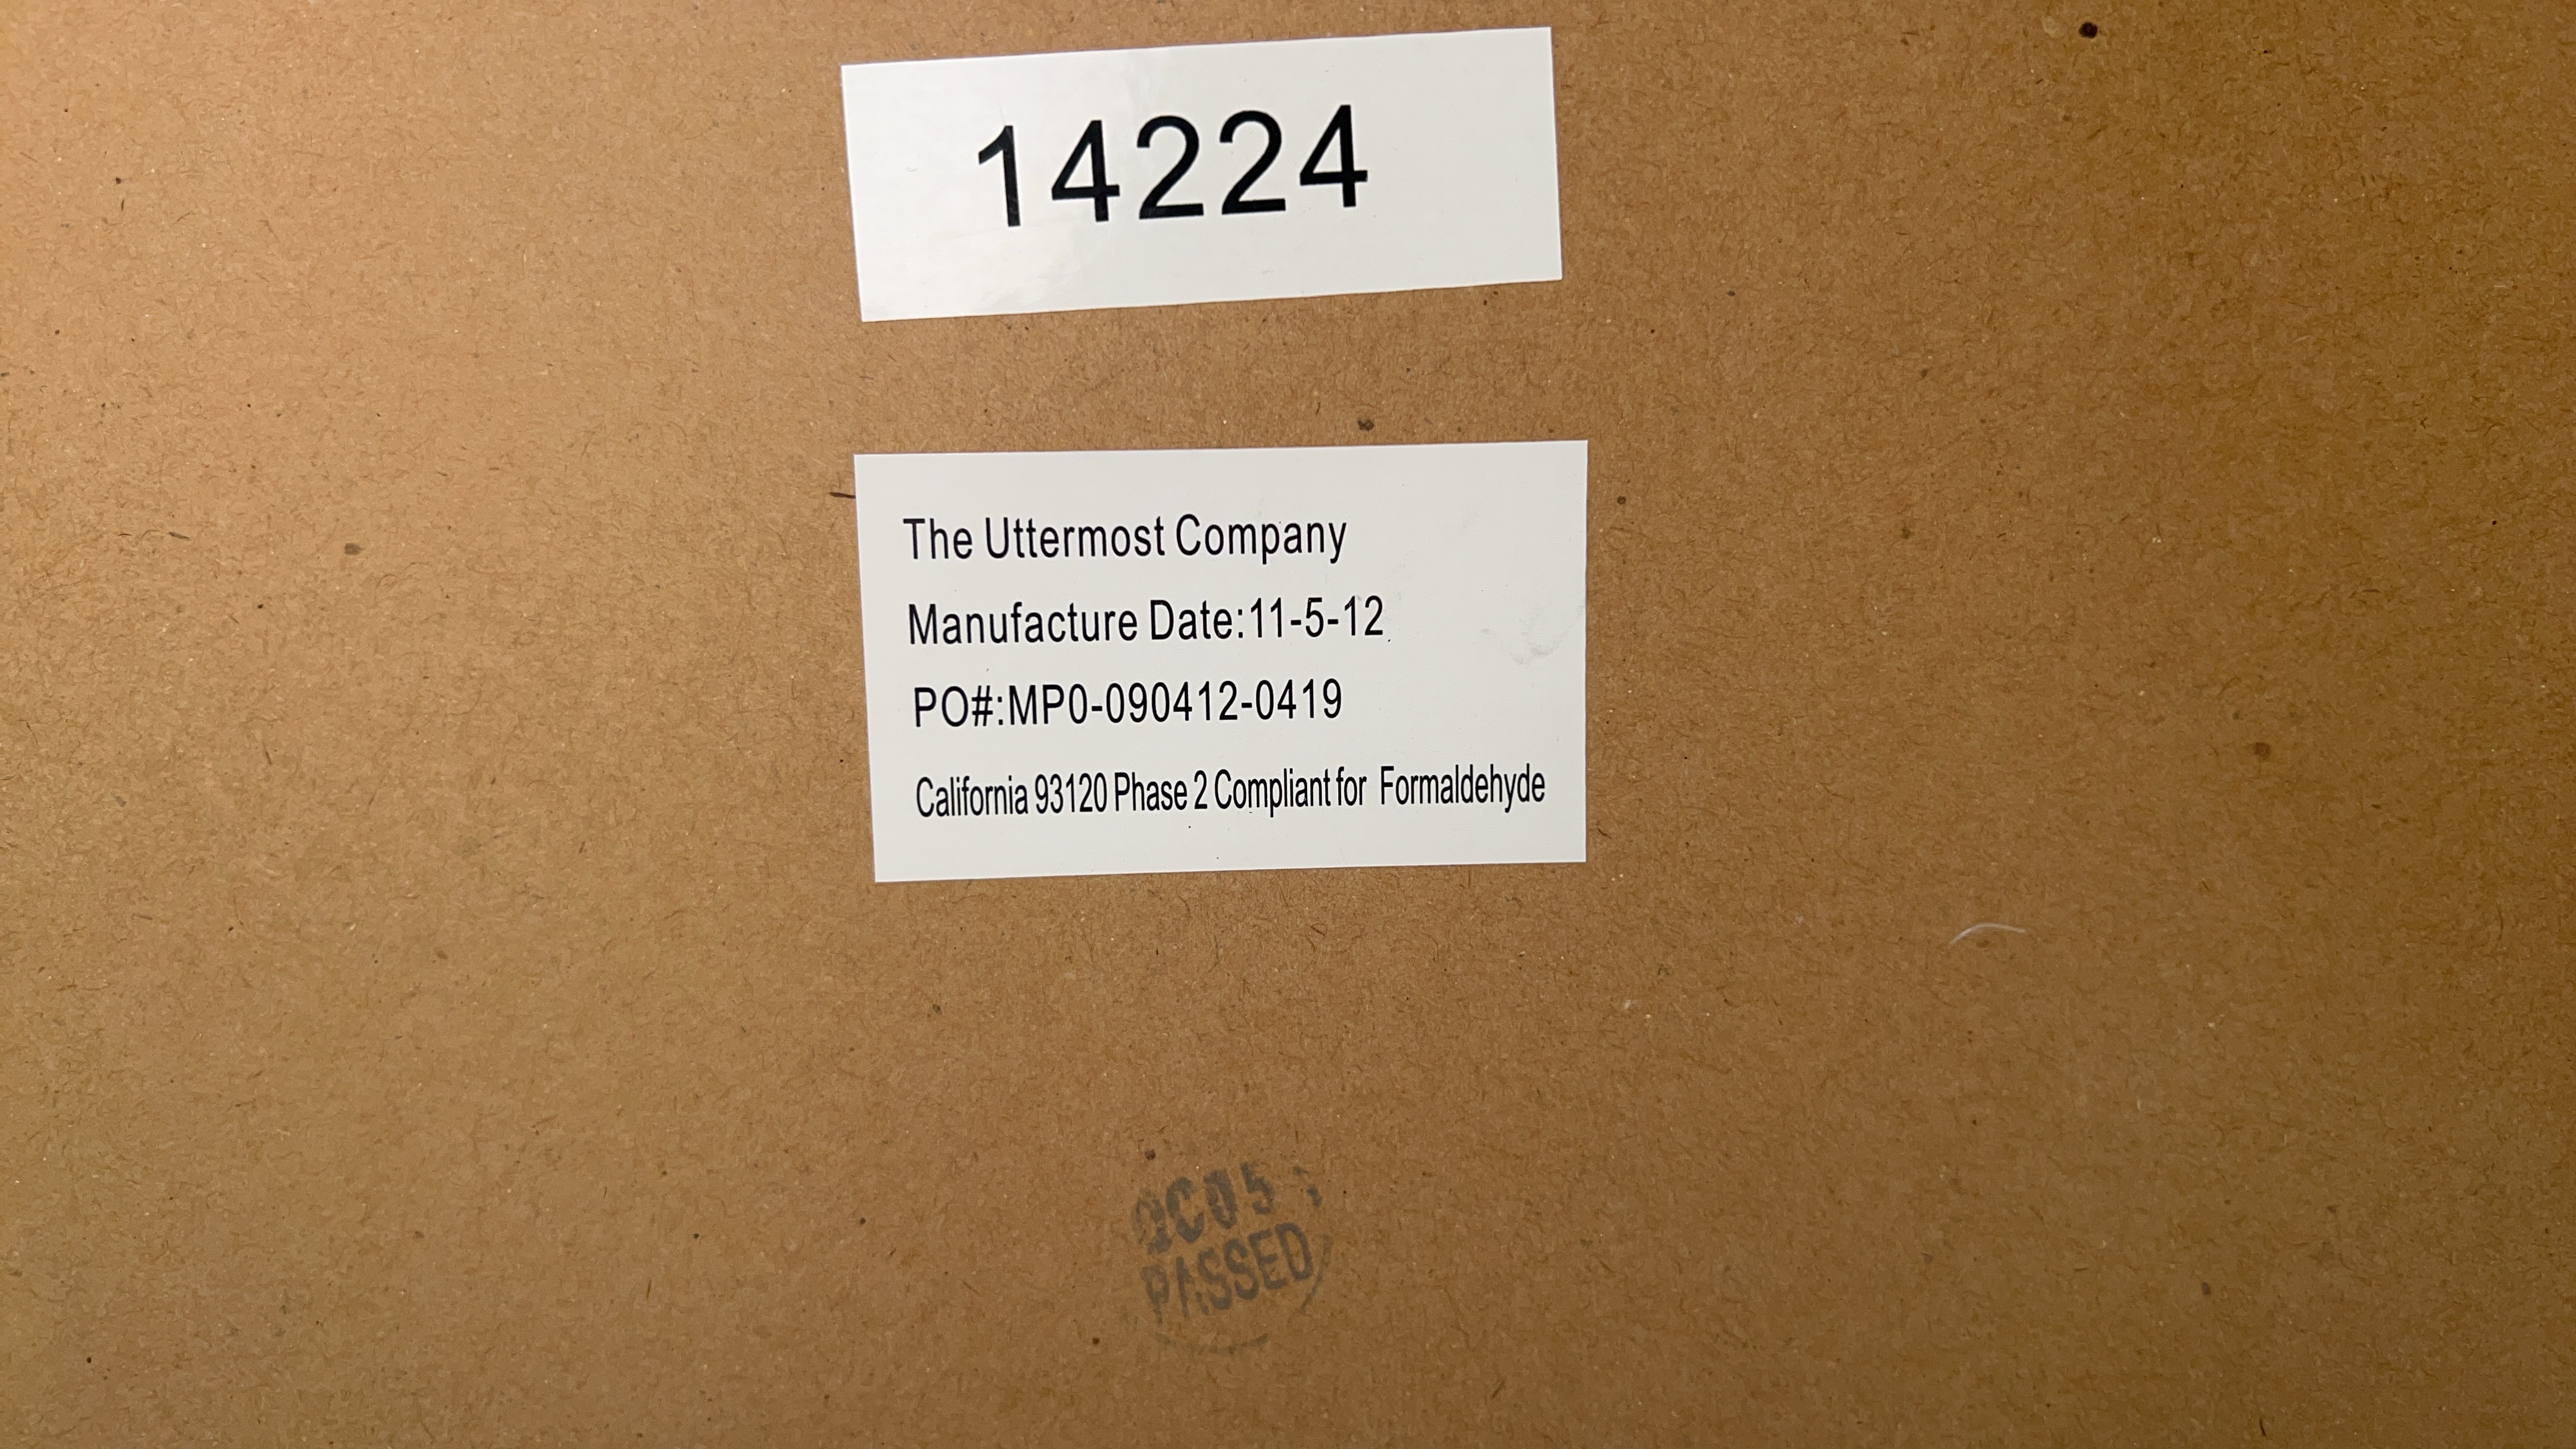 14224
The Uttermost Company
Manufacture Date:11-5-12
PO#:MP0-090412-0419
California 93120 Phase 2 Compliant for Formaldehyde
QC05
PASSED